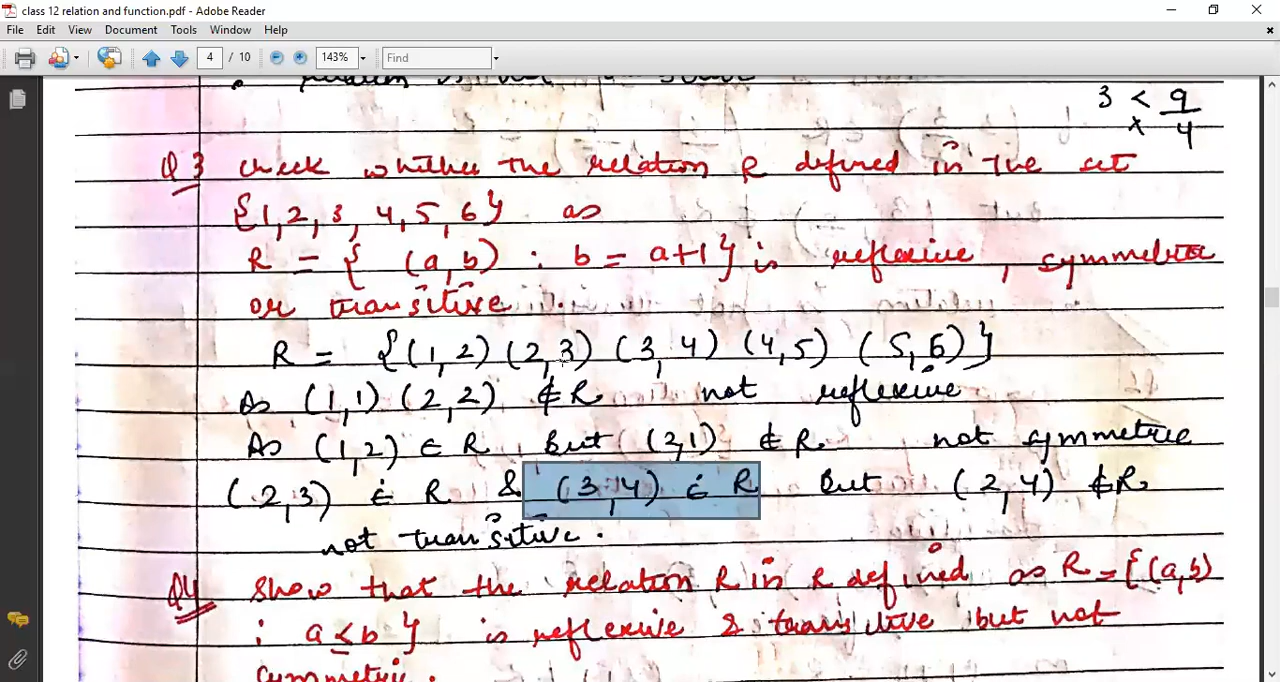 class 12 relation and function.pdf - Adobe Reader
File Edit View Document Tools Window Help
4 / 10 143% Find
3 < 9/4
x
Q3 check whether the relation R defined in the set
{1,2,3,4,5,6} as
R = { (a,b) : b = a+1} is reflexive, symmetric
or transitive.
R = {(1,2) (2,3) (3,4) (4,5) (5,6)}
As (1,1) (2,2) ∉ R not reflexive
As (1,2) ∈ R But (2,1) ∉ R. not symmetric
(2,3) ∈ R & (3,4) ∈ R But (2,4) ∉ R.
not transitive.
Q4 Show that the relation R in R defined as R = {(a,b)
: a ≤ b} is reflexive & transitive but not
symmetric.